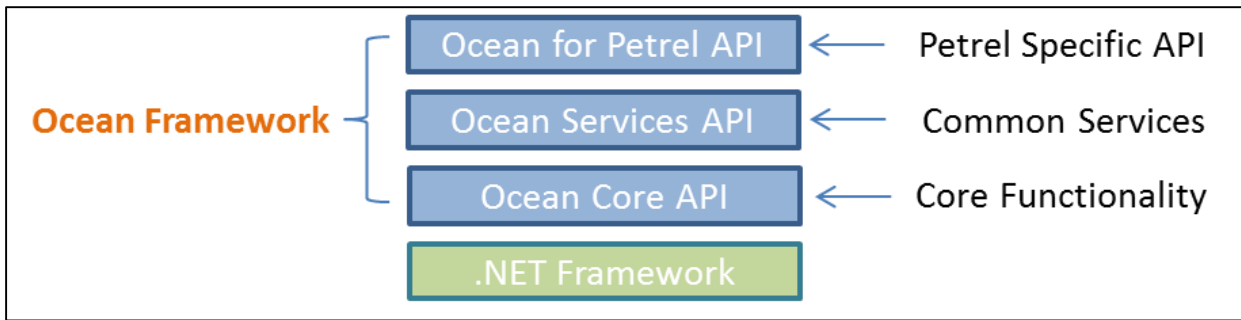 Ocean for Petrel API
Petrel Specific API
Ocean Framework
Ocean Services API
Common Services
Ocean Core API
Core Functionality
.NET Framework